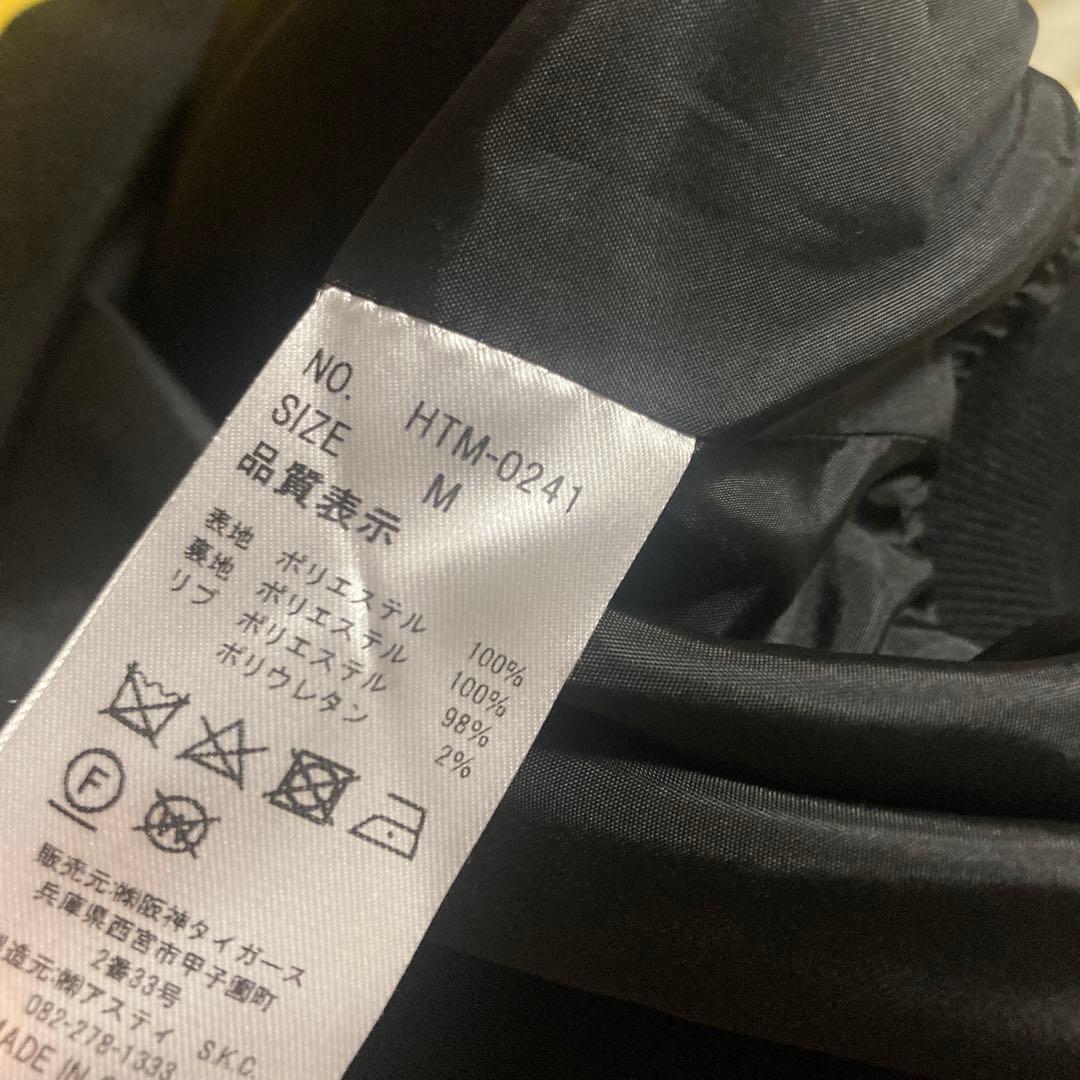 NO. HTM-0241
SIZE M
品質表示
表地 ポリエステル 100%
裏地 ポリエステル 100%
リブ ポリエステル 98%
ポリウレタン 2%
F
販売元:㈱阪神タイガース
兵庫県西宮市甲子園町
2番33号
造元:㈱アスティ S.K.C.
082-278-1333
MADE IN